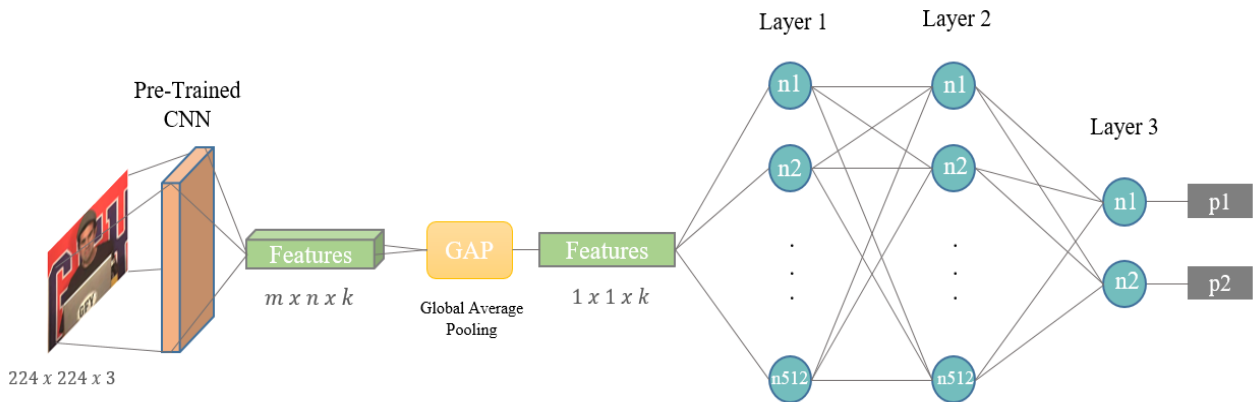 Layer 1
Layer 2
Pre-Trained
CNN
Layer 3
n1
n1
n2
n2
n1
p1
Features
GAP
Features
n2
p2
m x n x k
Global Average
Pooling
1 x 1 x k
n512
n512
224 x 224 x 3
GFY